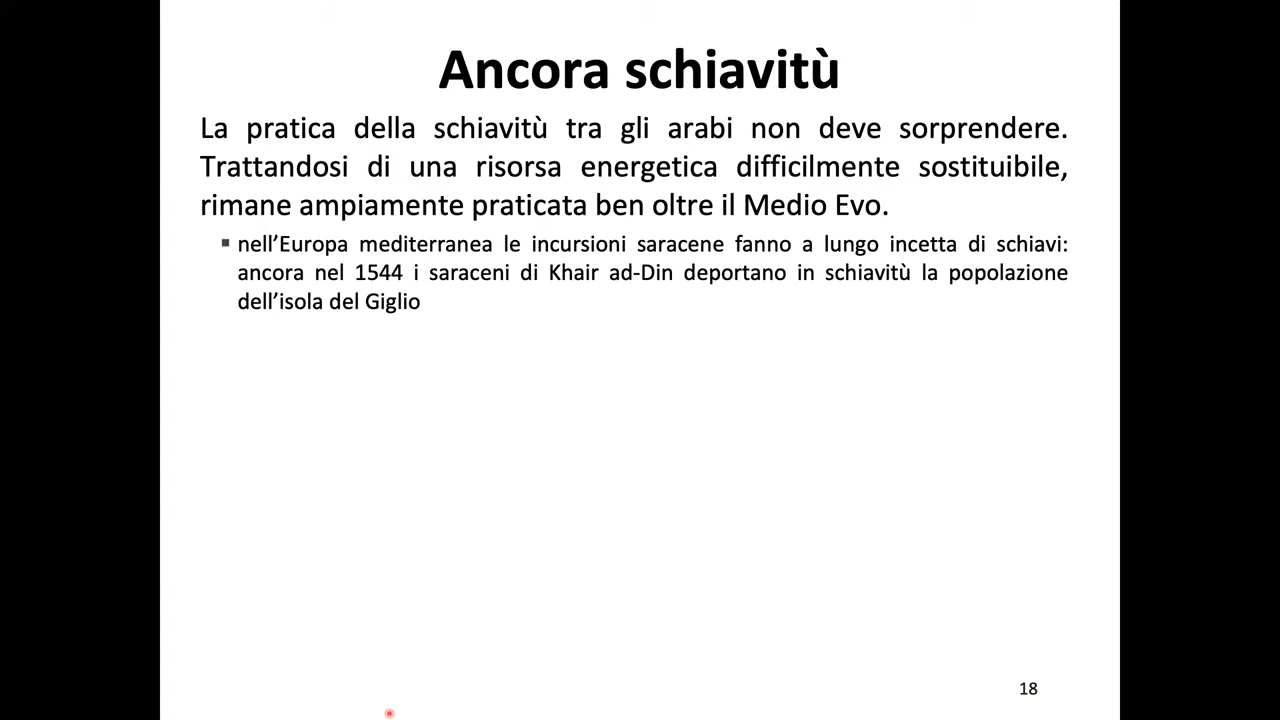 Ancora schiavitù
La pratica della schiavitù tra gli arabi non deve sorprendere.
Trattandosi di una risorsa energetica difficilmente sostituibile,
rimane ampiamente praticata ben oltre il Medio Evo.
▪ nell’Europa mediterranea le incursioni saracene fanno a lungo incetta di schiavi:
ancora nel 1544 i saraceni di Khair ad-Din deportano in schiavitù la popolazione
dell’isola del Giglio
18